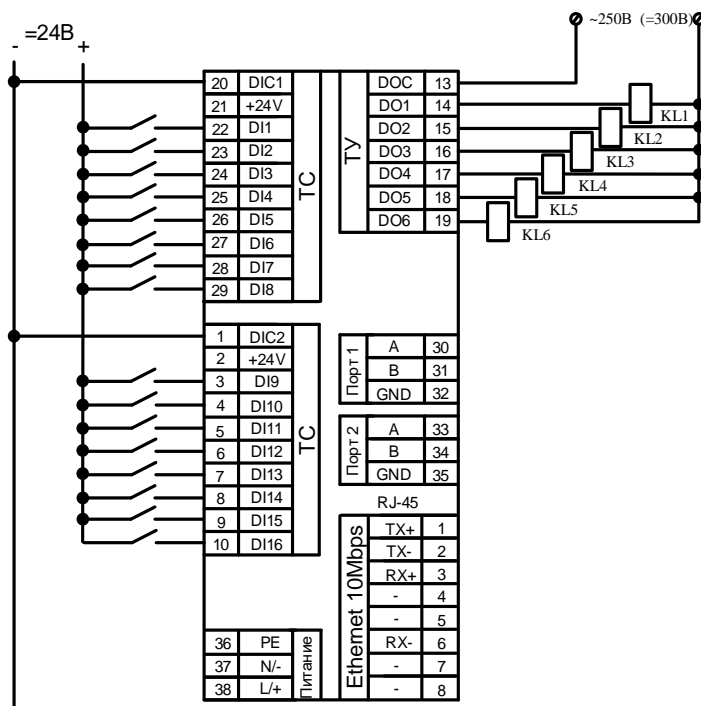 ~250В (=300В)
=24В
- +
20 DIC1
21 +24V
22 DI1
23 DI2
24 DI3
25 DI4
26 DI5
27 DI6
28 DI7
29 DI8
ТС
ТУ
DOC 13
DO1 14
DO2 15
DO3 16
DO4 17
DO5 18
DO6 19
KL1
KL2
KL3
KL4
KL5
KL6
1 DIC2
2 +24V
3 DI9
4 DI10
5 DI11
6 DI12
7 DI13
8 DI14
9 DI15
10 DI16
ТС
Порт 1
A 30
B 31
GND 32
Порт 2
A 33
B 34
GND 35
RJ-45
Ethernet 10Mbps
TX+ 1
TX- 2
RX+ 3
- 4
- 5
RX- 6
- 7
- 8
36 PE
37 N/-
38 L/+
Питание